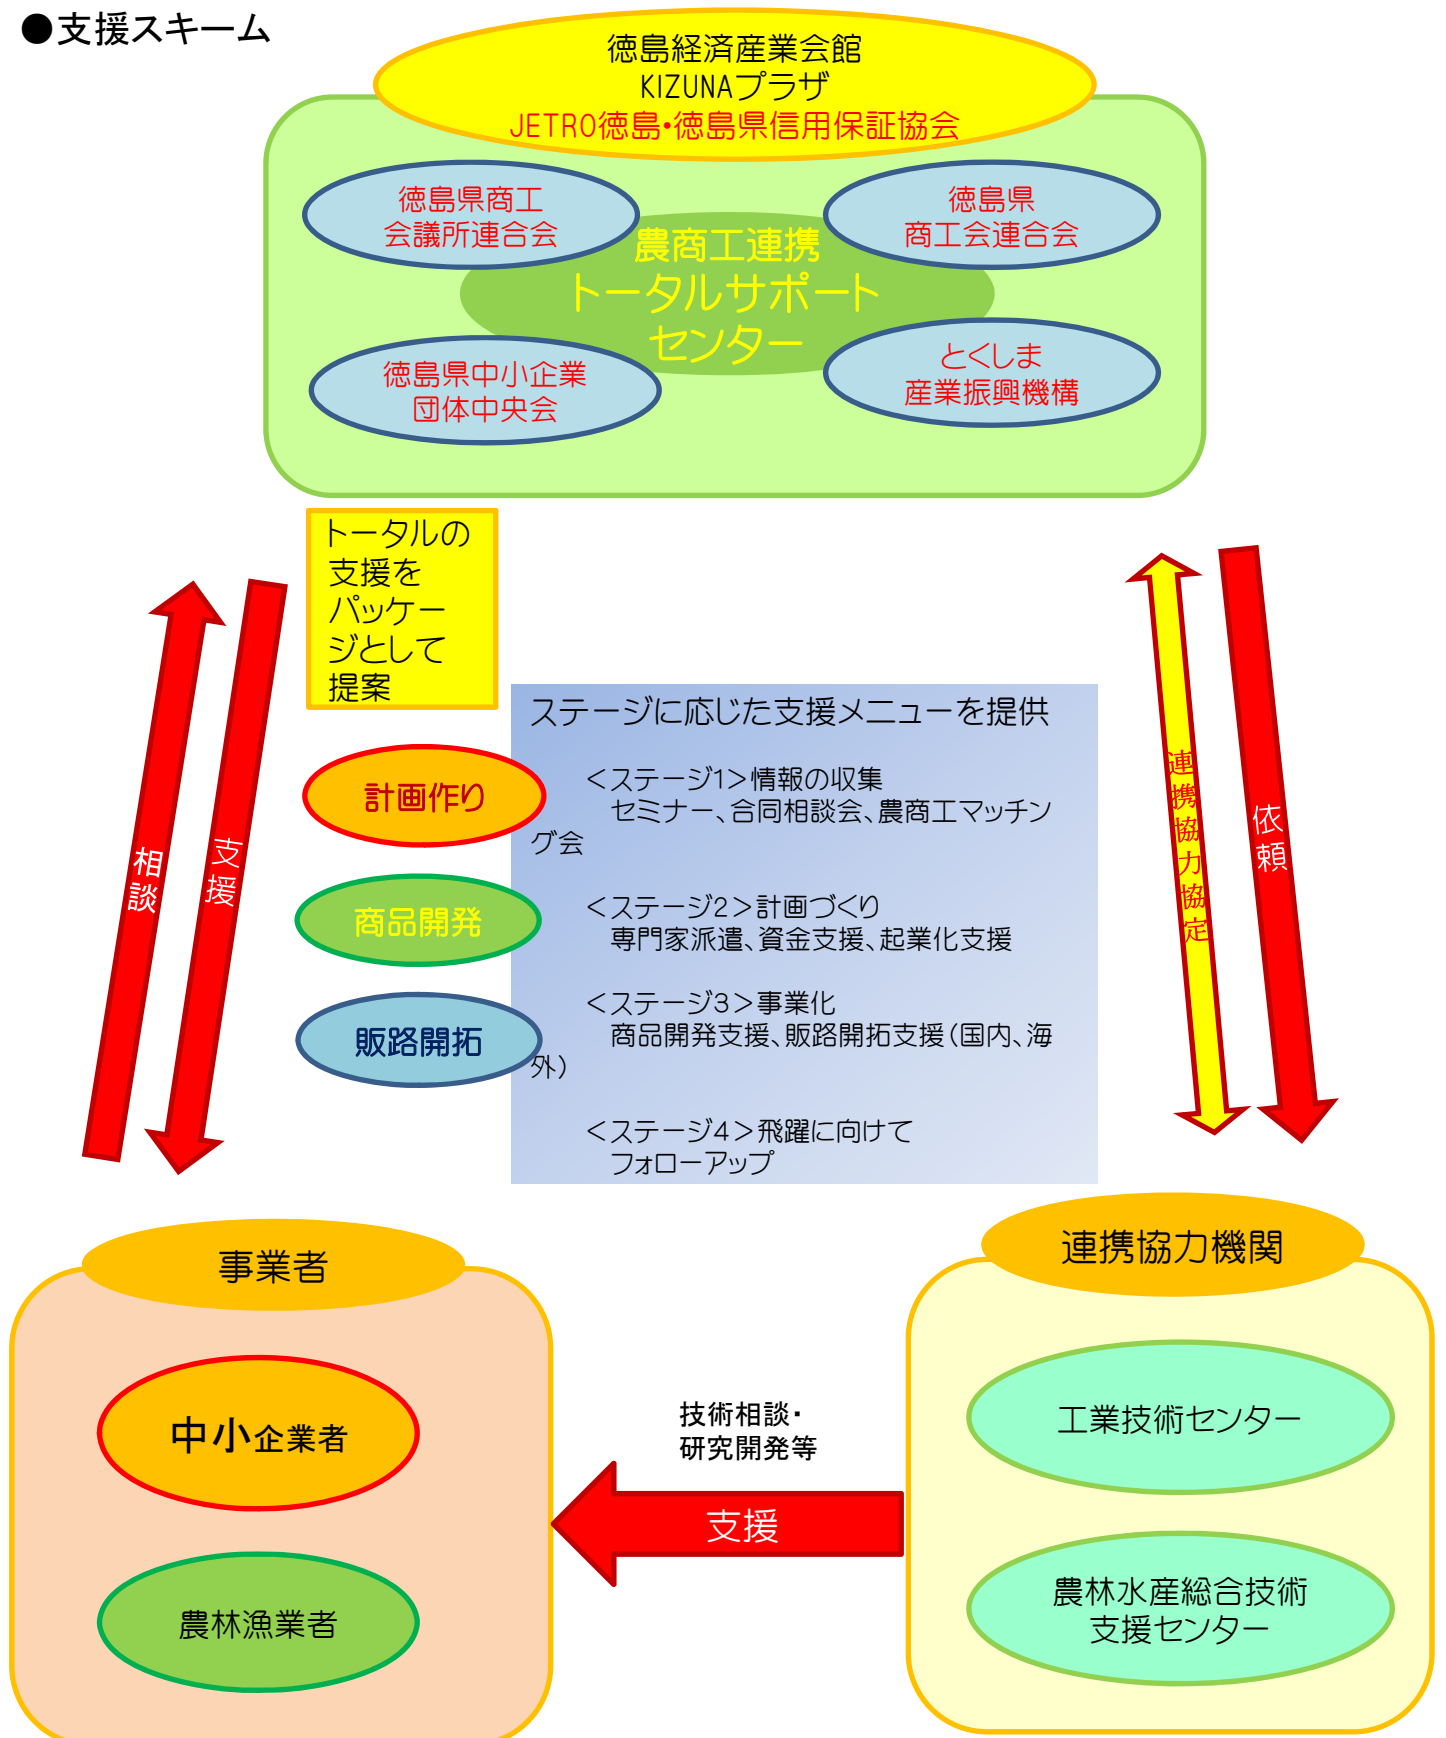 ●支援スキーム
徳島経済産業会館
KIZUNAプラザ
JETRO徳島・徳島県信用保証協会
徳島県商工
会議所連合会
徳島県
商工会連合会
農商工連携
トータルサポート
センター
徳島県中小企業
団体中央会
とくしま
産業振興機構
トータルの
支援を
パッケー
ジとして
提案
ステージに応じた支援メニューを提供
＜ステージ1＞情報の収集
セミナー、合同相談会、農商工マッチン
グ会
＜ステージ2＞計画づくり
専門家派遣、資金支援、起業化支援
＜ステージ3＞事業化
商品開発支援、販路開拓支援（国内、海
外）
＜ステージ4＞飛躍に向けて
フォローアップ
計画作り
商品開発
販路開拓
相談
支援
連携協力協定
依頼
事業者
中小企業者
農林漁業者
技術相談・
研究開発等
支援
連携協力機関
工業技術センター
農林水産総合技術
支援センター